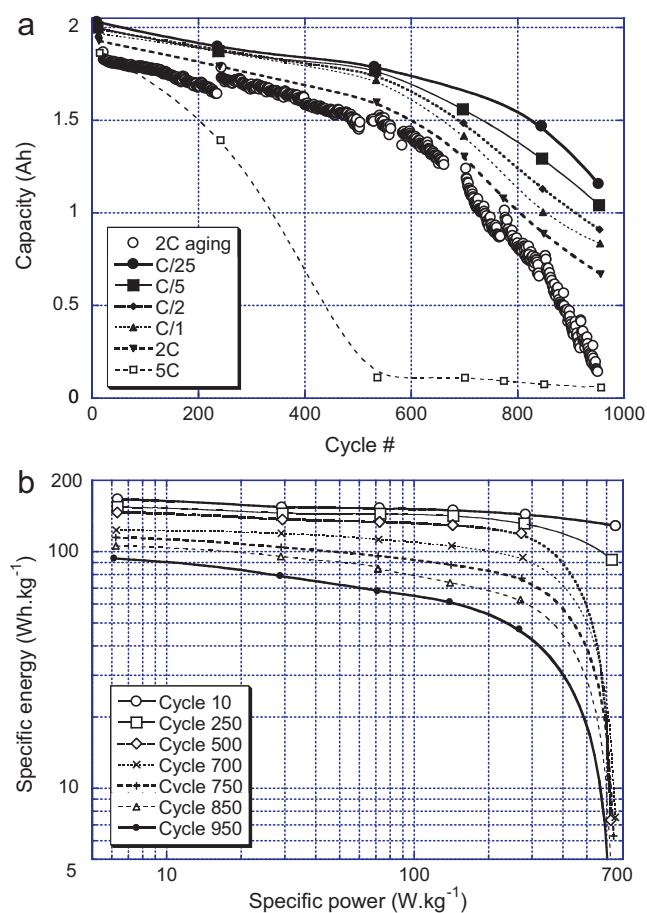 a
2
1.5
1
0.5
0
Capacity (Ah)
2C aging
C/25
C/5
C/2
C/1
2C
5C
0 200 400 600 800 1000
Cycle #
b
200
100
10
5
Specific energy (Wh.kg-1)
Cycle 10
Cycle 250
Cycle 500
Cycle 700
Cycle 750
Cycle 850
Cycle 950
10 100 700
Specific power (W.kg-1)